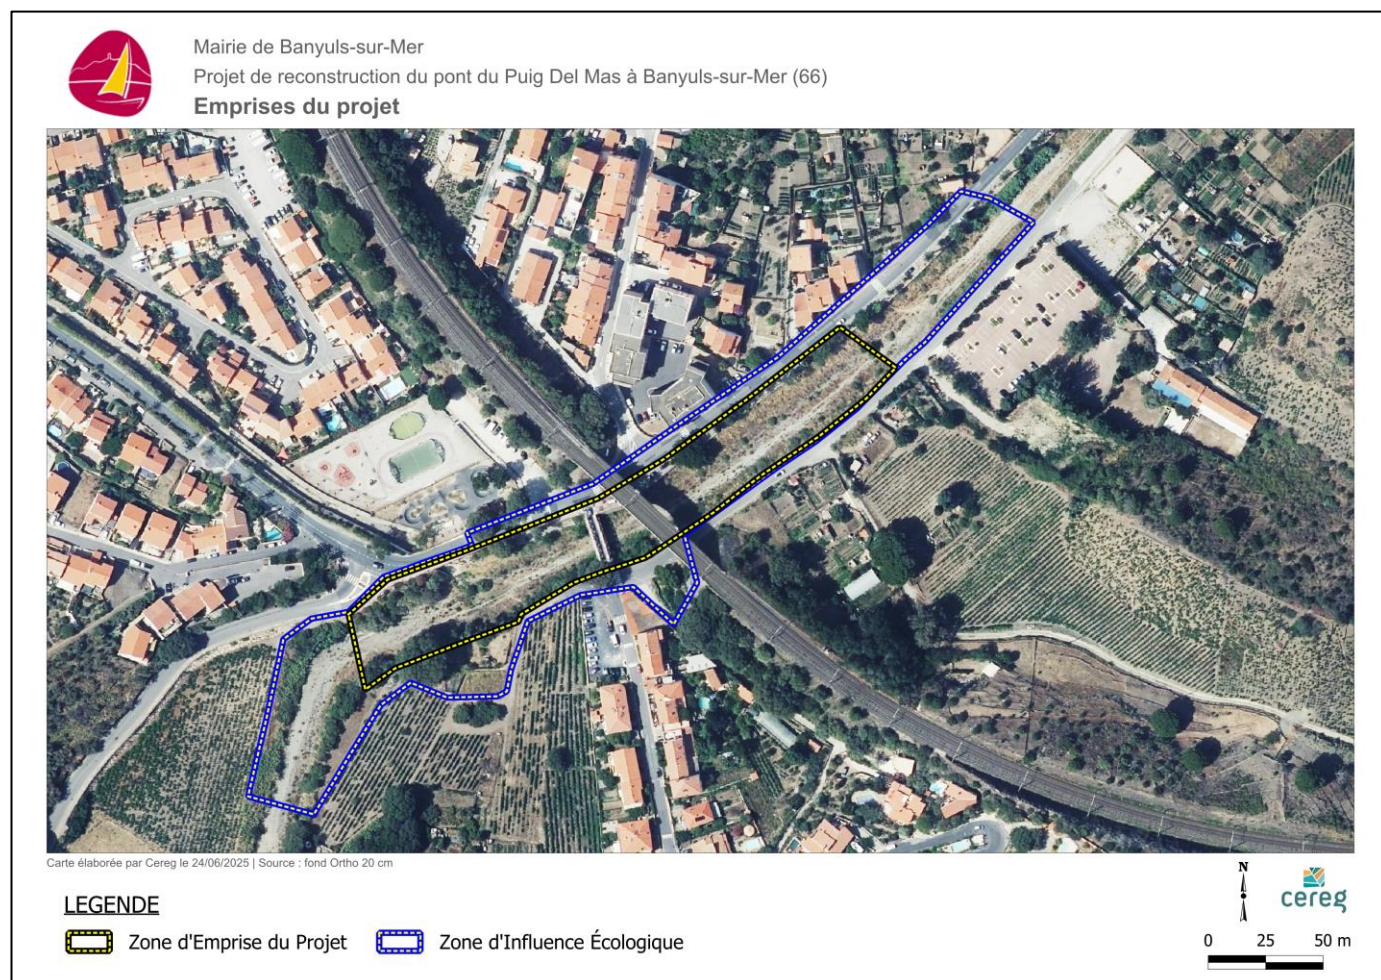 Mairie de Banyuls-sur-Mer
Projet de reconstruction du pont du Puig Del Mas à Banyuls-sur-Mer (66)
Emprises du projet
Carte élaborée par Cereg le 24/06/2025 | Source : fond Ortho 20 cm
LEGENDE
Zone d'Emprise du Projet
Zone d'Influence Écologique
N
cereg
0 25 50 m